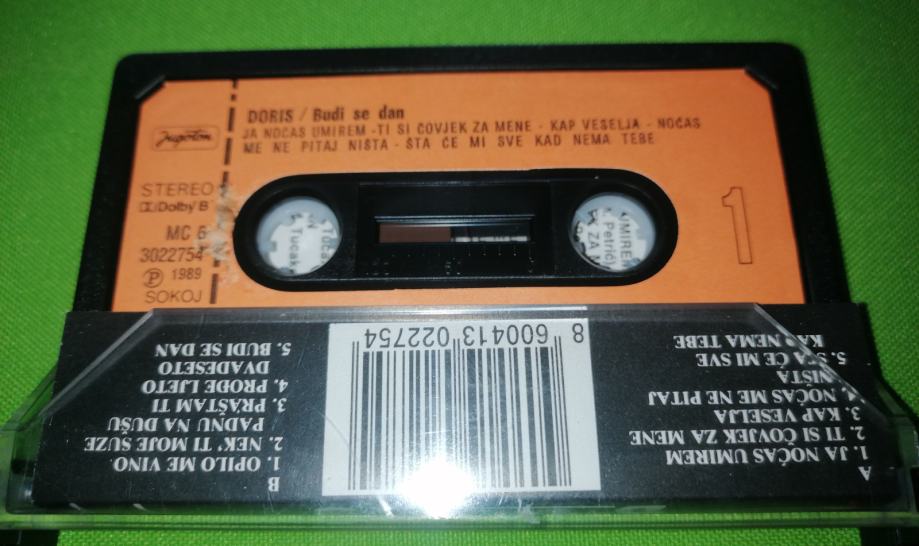 DORIS / Budi se dan
JA NOĆAS UMIREM - TI SI ČOVJEK ZA MENE - KAP VESELJA - NOĆAS
ME NE PITAJ NIŠTA - ŠTA ĆE MI SVE KAD NEMA TEBE
Jugoton
STEREO
Dolby B
MC 6
3022754
P 1989
SOKOJ
1
Tucak
UMIREM
Petrić)
ZA
A
1. JA NOĆAS UMIREM
2. TI SI ČOVJEK ZA MENE
3. KAP VESELJA
4. NOĆAS ME NE PITAJ
NIŠTA
5. ŠTA ĆE MI SVE
KAD NEMA TEBE
8 600413 022754
B
1. OPILO ME VINO
2. NEK' TI MOJE SUZE
PADNU NA DUŠU
3. PRAŠTAM TI
4. PROĐE LJETO
DVADESETO
5. BUDI SE DAN